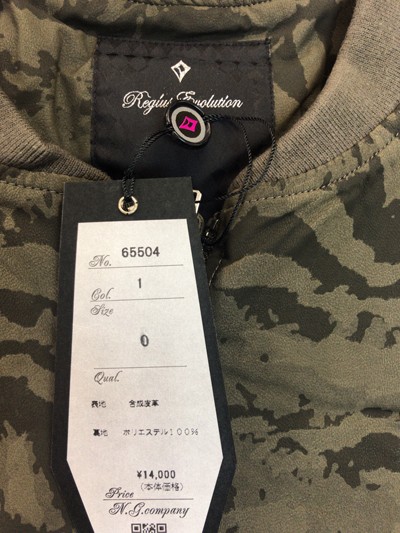 Règius Evolution
No. 65504
Col. 1
Size
0
Qual.
表地 合成皮革
裏地 ポリエステル100%
¥14,000
Price (本体価格)
N.G.company